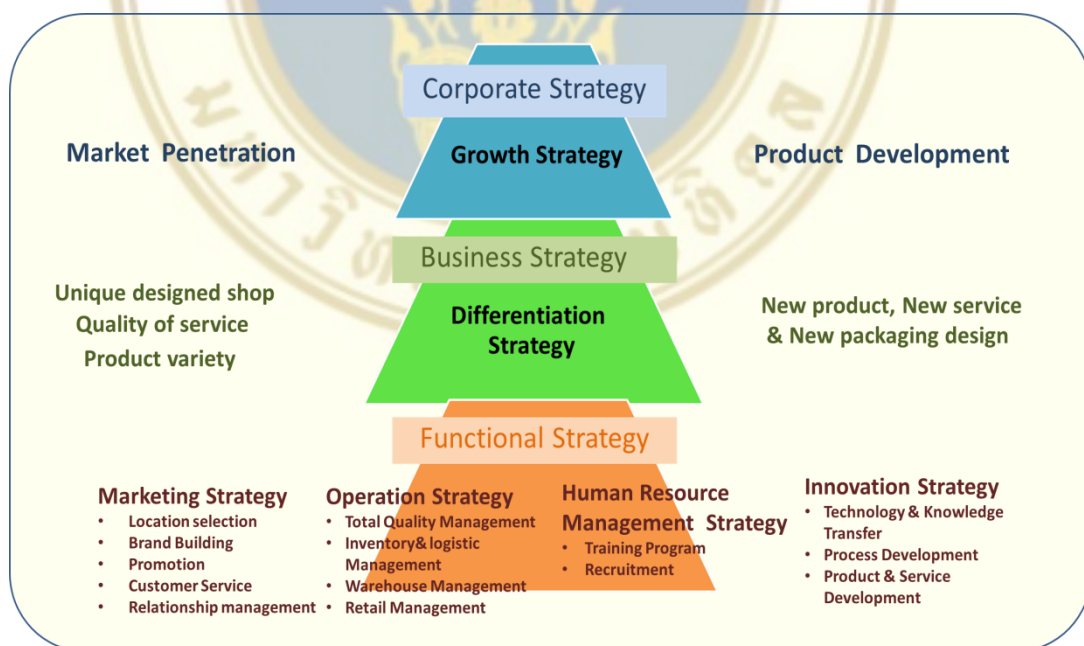 Corporate Strategy
Market Penetration
Growth Strategy
Product Development
Business Strategy
Unique designed shop
Quality of service
Product variety
Differentiation
Strategy
New product, New service
& New packaging design
Functional Strategy
Marketing Strategy
• Location selection
• Brand Building
• Promotion
• Customer Service
• Relationship management
Operation Strategy
• Total Quality Management
• Inventory& logistic
Management
• Warehouse Management
• Retail Management
Human Resource
Management Strategy
• Training Program
• Recruitment
Innovation Strategy
• Technology & Knowledge
Transfer
• Process Development
• Product & Service
Development